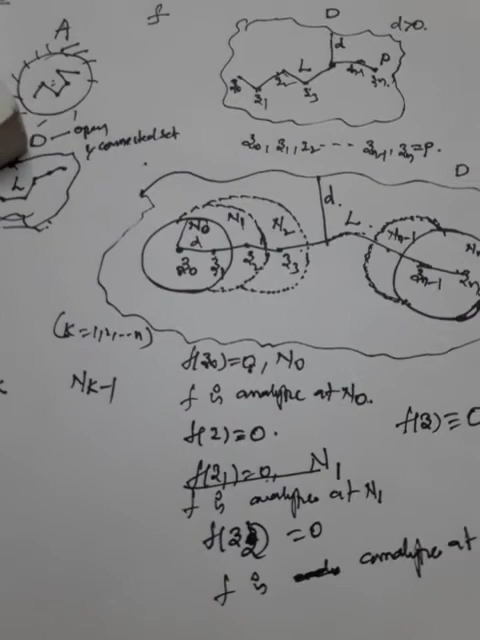 A
f
D
d>0.
d
L
P
z0
z1
z2
z3
zn-1
zn
D → open
& connected set
L
z0, z1, z2 --- zn-1, zn=P.
D
d.
L.
N0
N1
N2
Nn-1
d
z0
z1
z2
z3
zn-1
zn
(K=1,2,...n)
NK-1
f(z0)=0, N0
f is analytic at N0.
f(z)≡0.
f(z)≡0
f(z1)=0, N1
f is analytic at N1
f(z2) = 0
f is analytic at